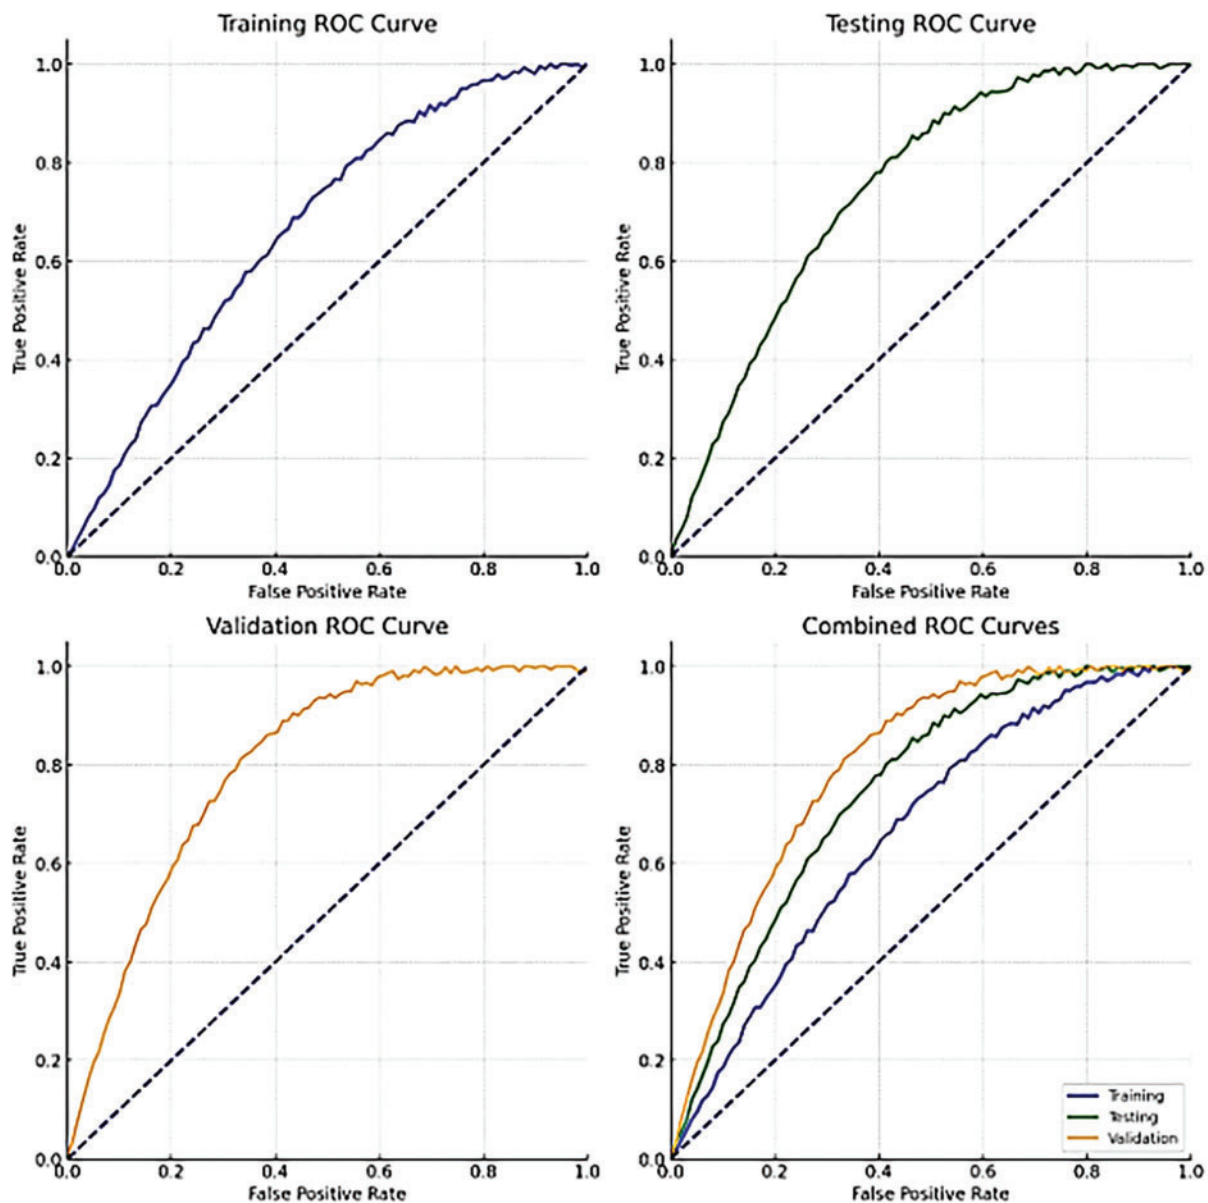 Training ROC Curve
1.0
0.8
0.6
0.4
0.2
0.0
True Positive Rate
0.0 0.2 0.4 0.6 0.8 1.0
False Positive Rate
Testing ROC Curve
1.0
0.8
0.6
0.4
0.2
0.0
True Positive Rate
0.0 0.2 0.4 0.6 0.8 1.0
False Positive Rate
Validation ROC Curve
1.0
0.8
0.6
0.4
0.2
0.0
True Positive Rate
0.0 0.2 0.4 0.6 0.8 1.0
False Positive Rate
Combined ROC Curves
1.0
0.8
0.6
0.4
0.2
0.0
True Positive Rate
Training
Testing
Validation
0.0 0.2 0.4 0.6 0.8 1.0
False Positive Rate